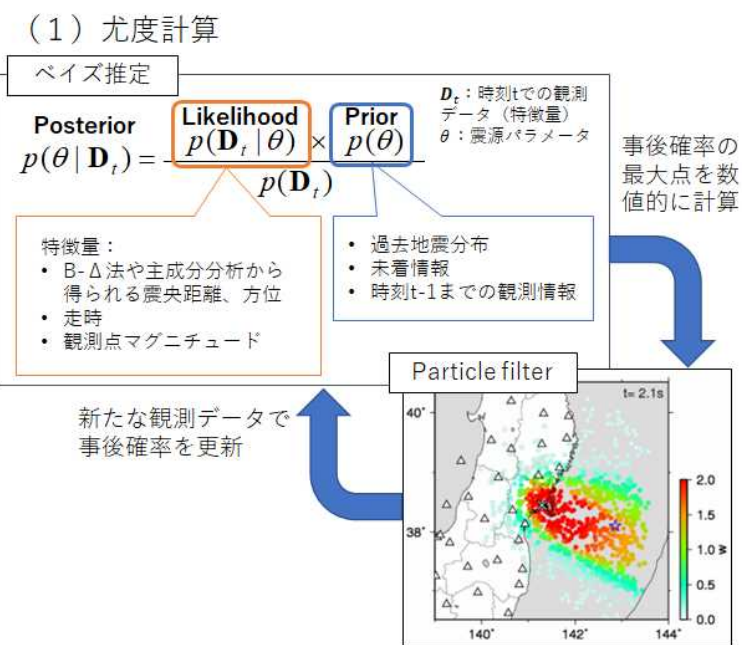 （1）尤度計算
ベイズ推定
Posterior
Likelihood
Prior
p(θ | D_t) = p(D_t | θ) × p(θ)
p(D_t)
D_t：時刻tでの観測
データ（特徴量）
θ：震源パラメータ
特徴量：
• B-Δ法や主成分分析から
得られる震央距離、方位
• 走時
• 観測点マグニチュード
• 過去地震分布
• 未着情報
• 時刻t-1までの観測情報
事後確率の
最大点を数
値的に計算
新たな観測データで
事後確率を更新
Particle filter
t= 2.1s
40°
38°
140°
142°
144°
2.0
1.5
1.0
0.5
0.0
w